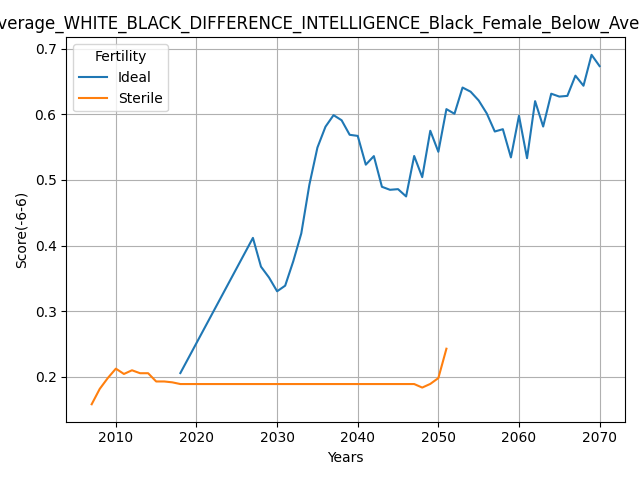 verage_WHITE_BLACK_DIFFERENCE_INTELLIGENCE_Black_Female_Below_Ave
Fertility
Ideal
Sterile
Score(-6-6)
0.7
0.6
0.5
0.4
0.3
0.2
2010 2020 2030 2040 2050 2060 2070
Years